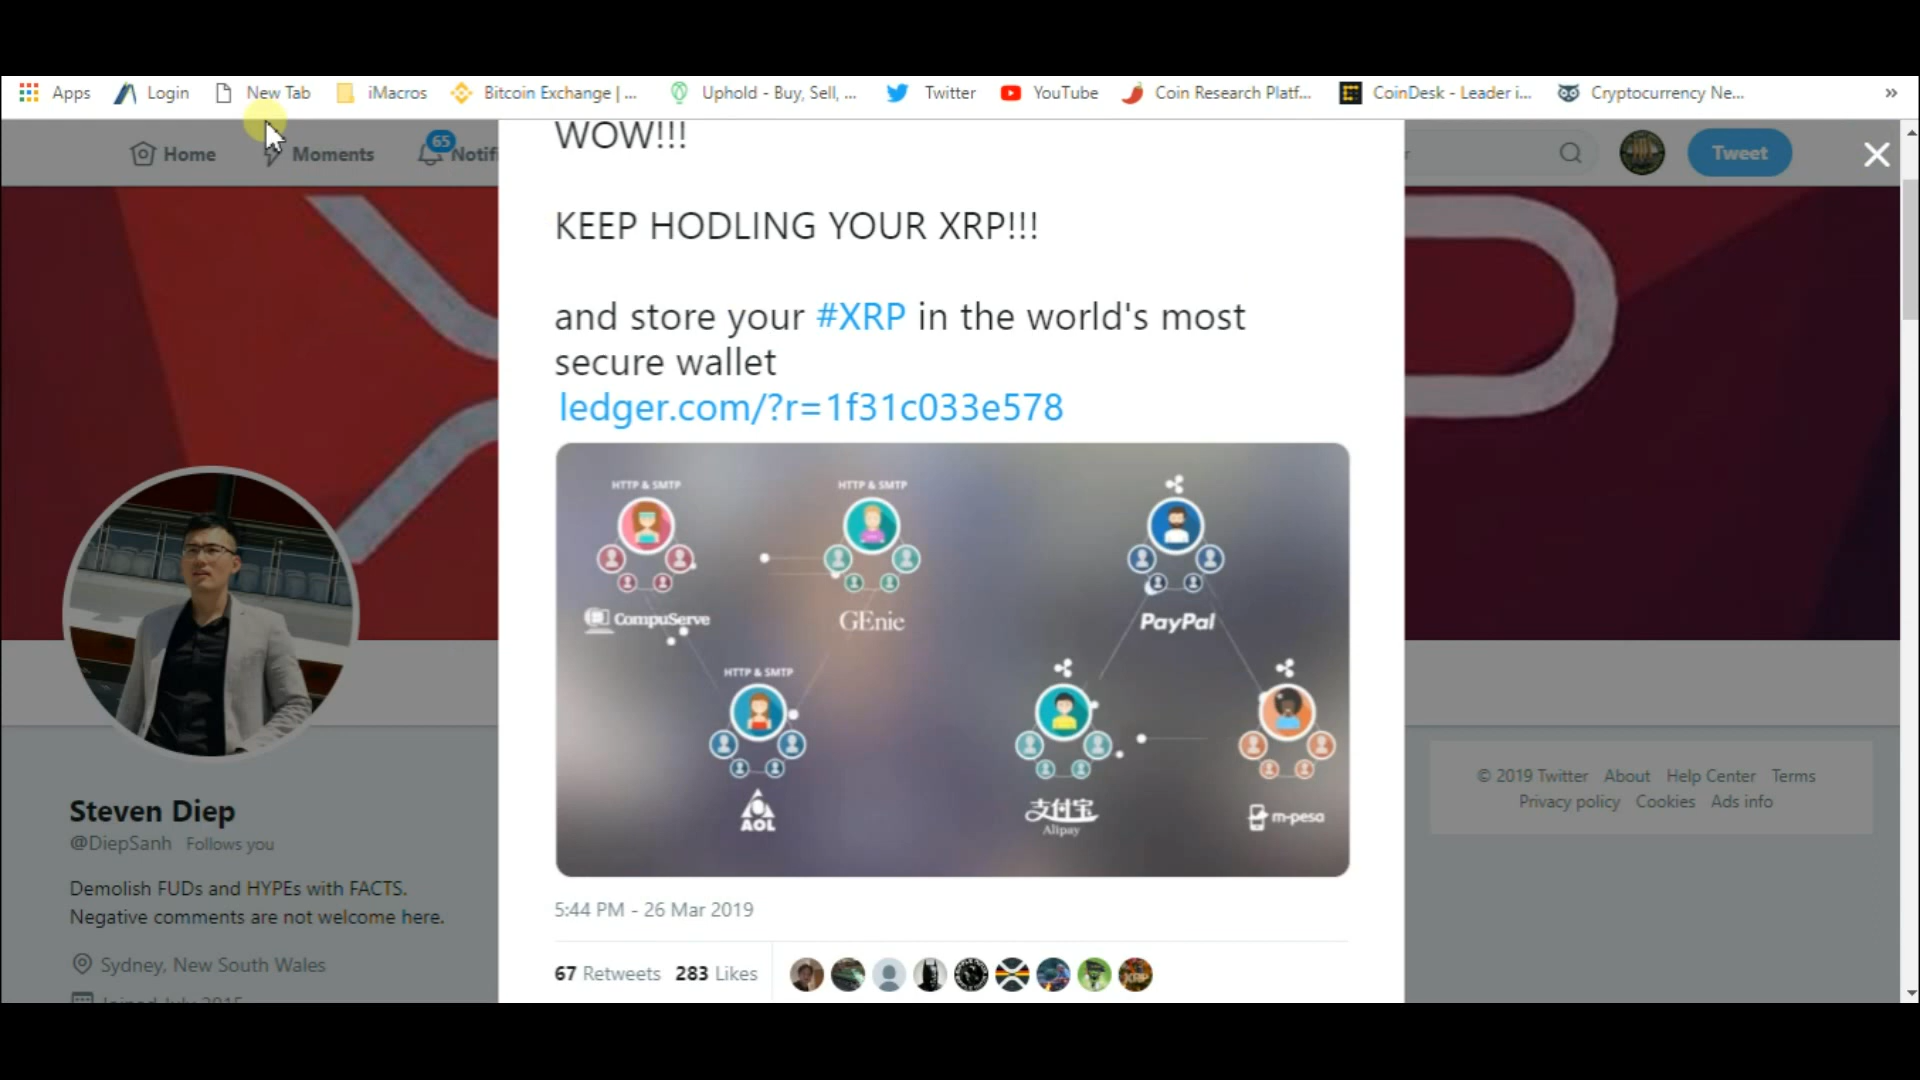 Apps Login New Tab iMacros Bitcoin Exchange | ... Uphold - Buy, Sell, ... Twitter YouTube Coin Research Platf... CoinDesk - Leader i... Cryptocurrency Ne... »
Home Moments 65 Notifi
Tweet
WOW!!!
KEEP HODLING YOUR XRP!!!
and store your #XRP in the world's most
secure wallet
ledger.com/?r=1f31c033e578
HTTP & SMTP HTTP & SMTP
CompuServe GEnie PayPal
HTTP & SMTP
AOL 支付宝 Alipay m-pesa
5:44 PM - 26 Mar 2019
67 Retweets 283 Likes
XRP
Steven Diep
@DiepSanh Follows you
Demolish FUDs and HYPEs with FACTS.
Negative comments are not welcome here.
Sydney, New South Wales
Joined July 2015
© 2019 Twitter About Help Center Terms
Privacy policy Cookies Ads info